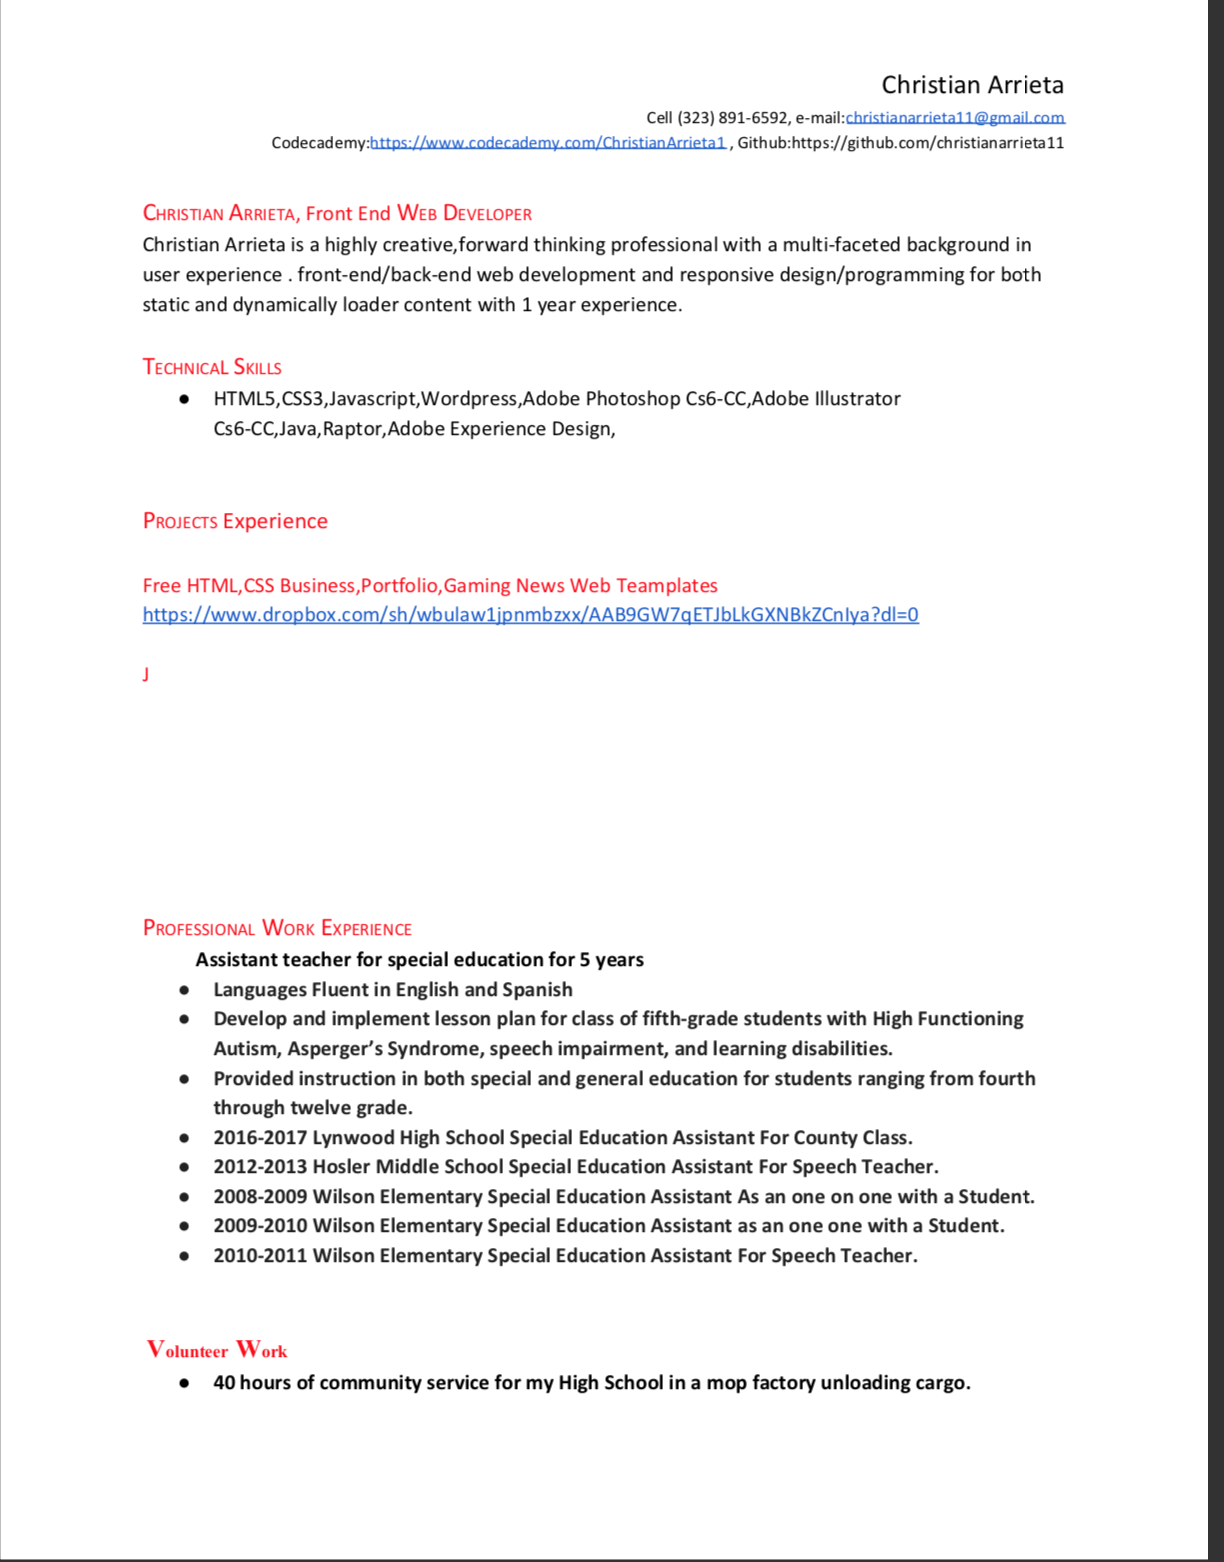 Christian Arrieta
Cell (323) 891-6592, e-mail:christianarrieta11@gmail.com
Codecademy:https://www.codecademy.com/ChristianArrieta1 , Github:https://github.com/christianarrieta11
CHRISTIAN ARRIETA, Front End WEB DEVELOPER
Christian Arrieta is a highly creative,forward thinking professional with a multi-faceted background in
user experience . front-end/back-end web development and responsive design/programming for both
static and dynamically loader content with 1 year experience.
TECHNICAL SKILLS
● HTML5,CSS3,Javascript,Wordpress,Adobe Photoshop Cs6-CC,Adobe Illustrator
Cs6-CC,Java,Raptor,Adobe Experience Design,
PROJECTS Experience
Free HTML,CSS Business,Portfolio,Gaming News Web Teamplates
https://www.dropbox.com/sh/wbulaw1jpnmbzxx/AAB9GW7qETJbLkGXNBkZCnIya?dl=0
J
PROFESSIONAL WORK EXPERIENCE
Assistant teacher for special education for 5 years
● Languages Fluent in English and Spanish
● Develop and implement lesson plan for class of fifth-grade students with High Functioning
Autism, Asperger’s Syndrome, speech impairment, and learning disabilities.
● Provided instruction in both special and general education for students ranging from fourth
through twelve grade.
● 2016-2017 Lynwood High School Special Education Assistant For County Class.
● 2012-2013 Hosler Middle School Special Education Assistant For Speech Teacher.
● 2008-2009 Wilson Elementary Special Education Assistant As an one on one with a Student.
● 2009-2010 Wilson Elementary Special Education Assistant as an one one with a Student.
● 2010-2011 Wilson Elementary Special Education Assistant For Speech Teacher.
Volunteer Work
● 40 hours of community service for my High School in a mop factory unloading cargo.